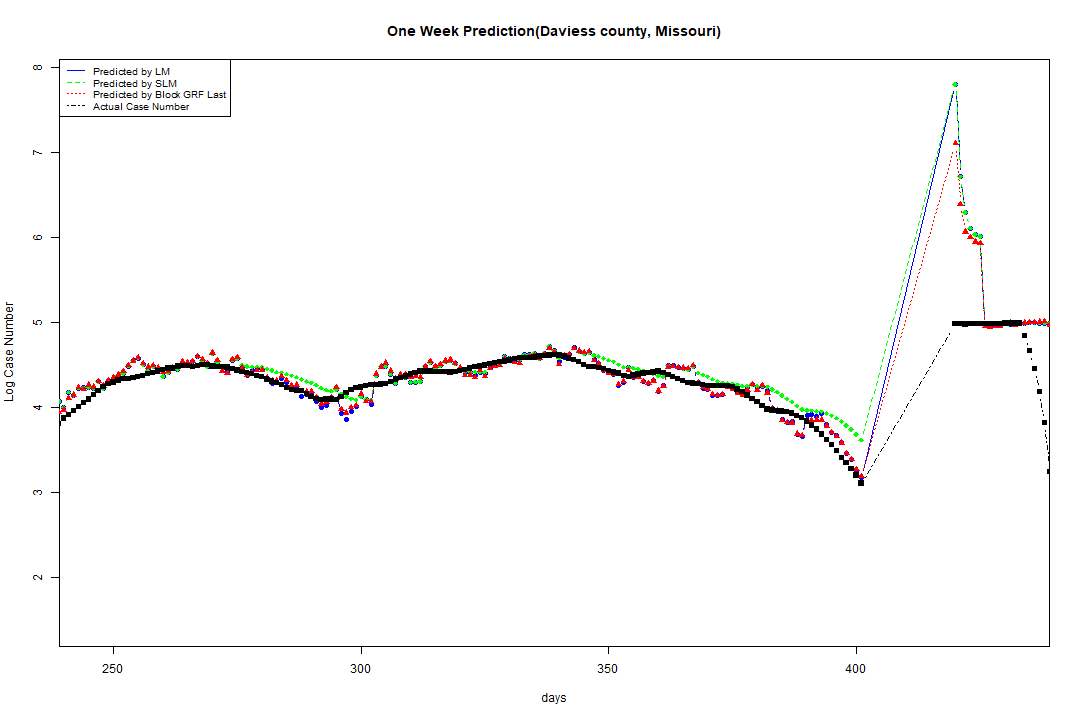 One Week Prediction(Daviess county, Missouri)
Predicted by LM
Predicted by SLM
Predicted by Block GRF Last
Actual Case Number
8
7
6
5
4
3
2
Log Case Number
250 300 350 400
days